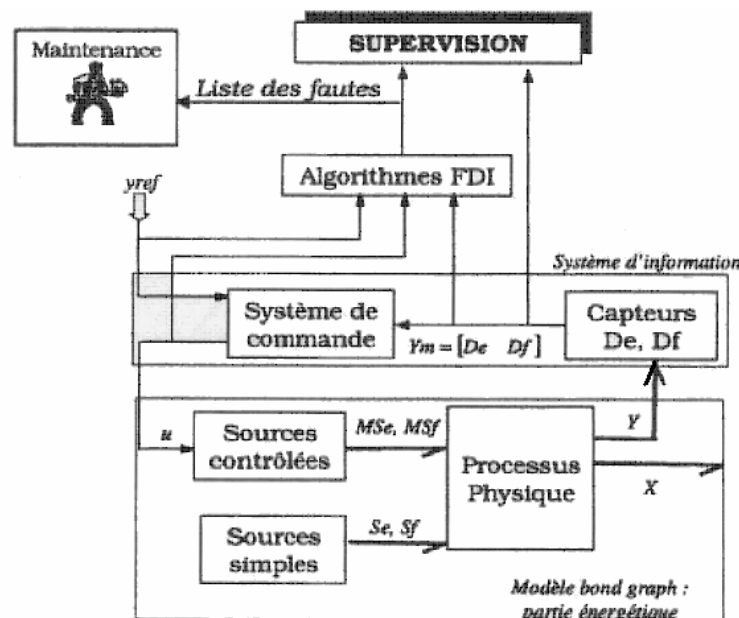 SUPERVISION
Maintenance
Liste des fautes
Algorithmes FDI
yref
Système d'information
Système de
commande
Ym = [De Df]
Capteurs
De, Df
u
Sources
contrôlées
MSe, MSf
Processus
Physique
Y
X
Sources
simples
Se, Sf
Modèle bond graph :
partie énergétique